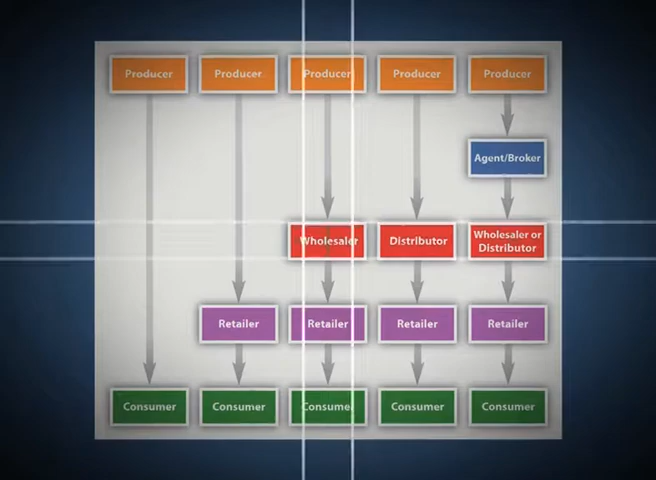 Producer
Producer
Producer
Producer
Producer
Agent/Broker
Wholesaler
Distributor
Wholesaler or
Distributor
Retailer
Retailer
Retailer
Retailer
Consumer
Consumer
Consumer
Consumer
Consumer